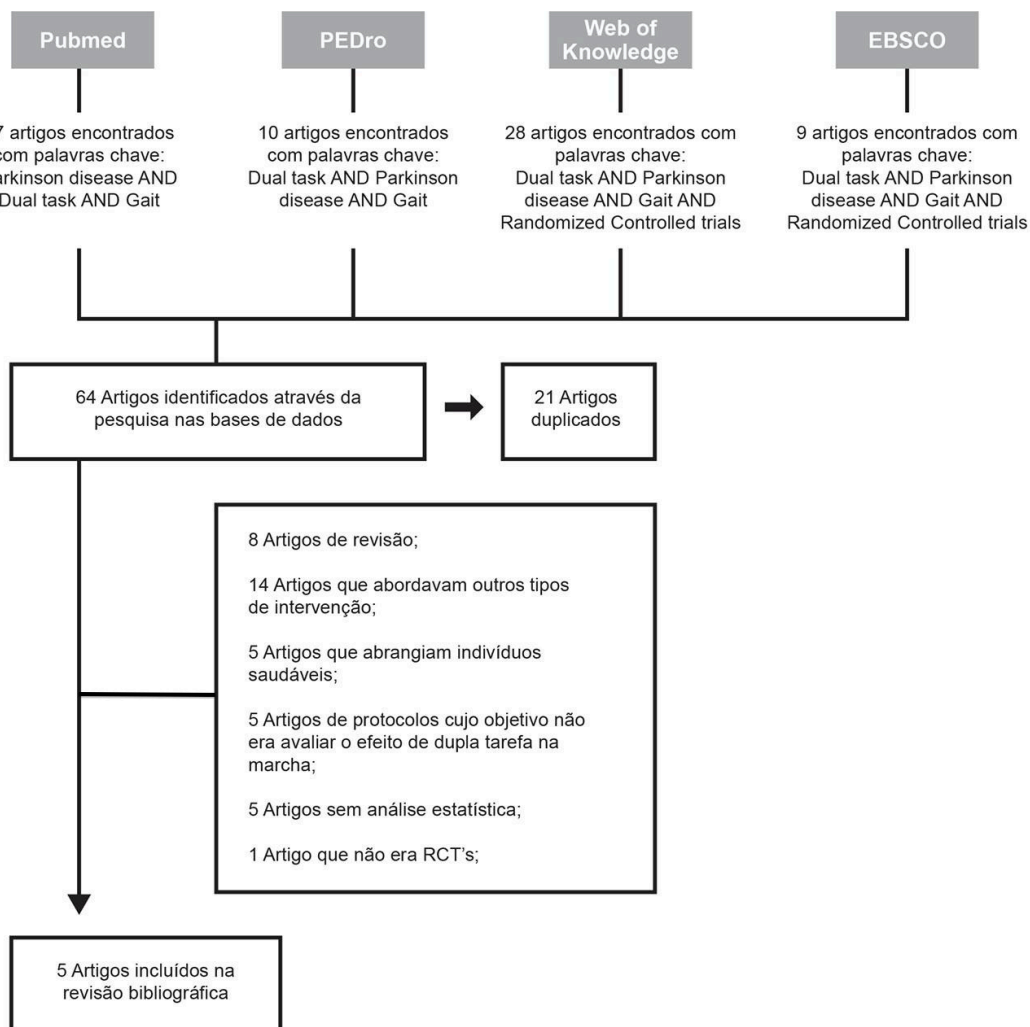 Pubmed
PEDro
Web of
Knowledge
EBSCO
7 artigos encontrados
com palavras chave:
arkinson disease AND
Dual task AND Gait
10 artigos encontrados
com palavras chave:
Dual task AND Parkinson
disease AND Gait
28 artigos encontrados com
palavras chave:
Dual task AND Parkinson
disease AND Gait AND
Randomized Controlled trials
9 artigos encontrados com
palavras chave:
Dual task AND Parkinson
disease AND Gait AND
Randomized Controlled trials
64 Artigos identificados através da
pesquisa nas bases de dados
21 Artigos
duplicados
8 Artigos de revisão;
14 Artigos que abordavam outros tipos
de intervenção;
5 Artigos que abrangiam indivíduos
saudáveis;
5 Artigos de protocolos cujo objetivo não
era avaliar o efeito de dupla tarefa na
marcha;
5 Artigos sem análise estatística;
1 Artigo que não era RCT's;
5 Artigos incluídos na
revisão bibliográfica